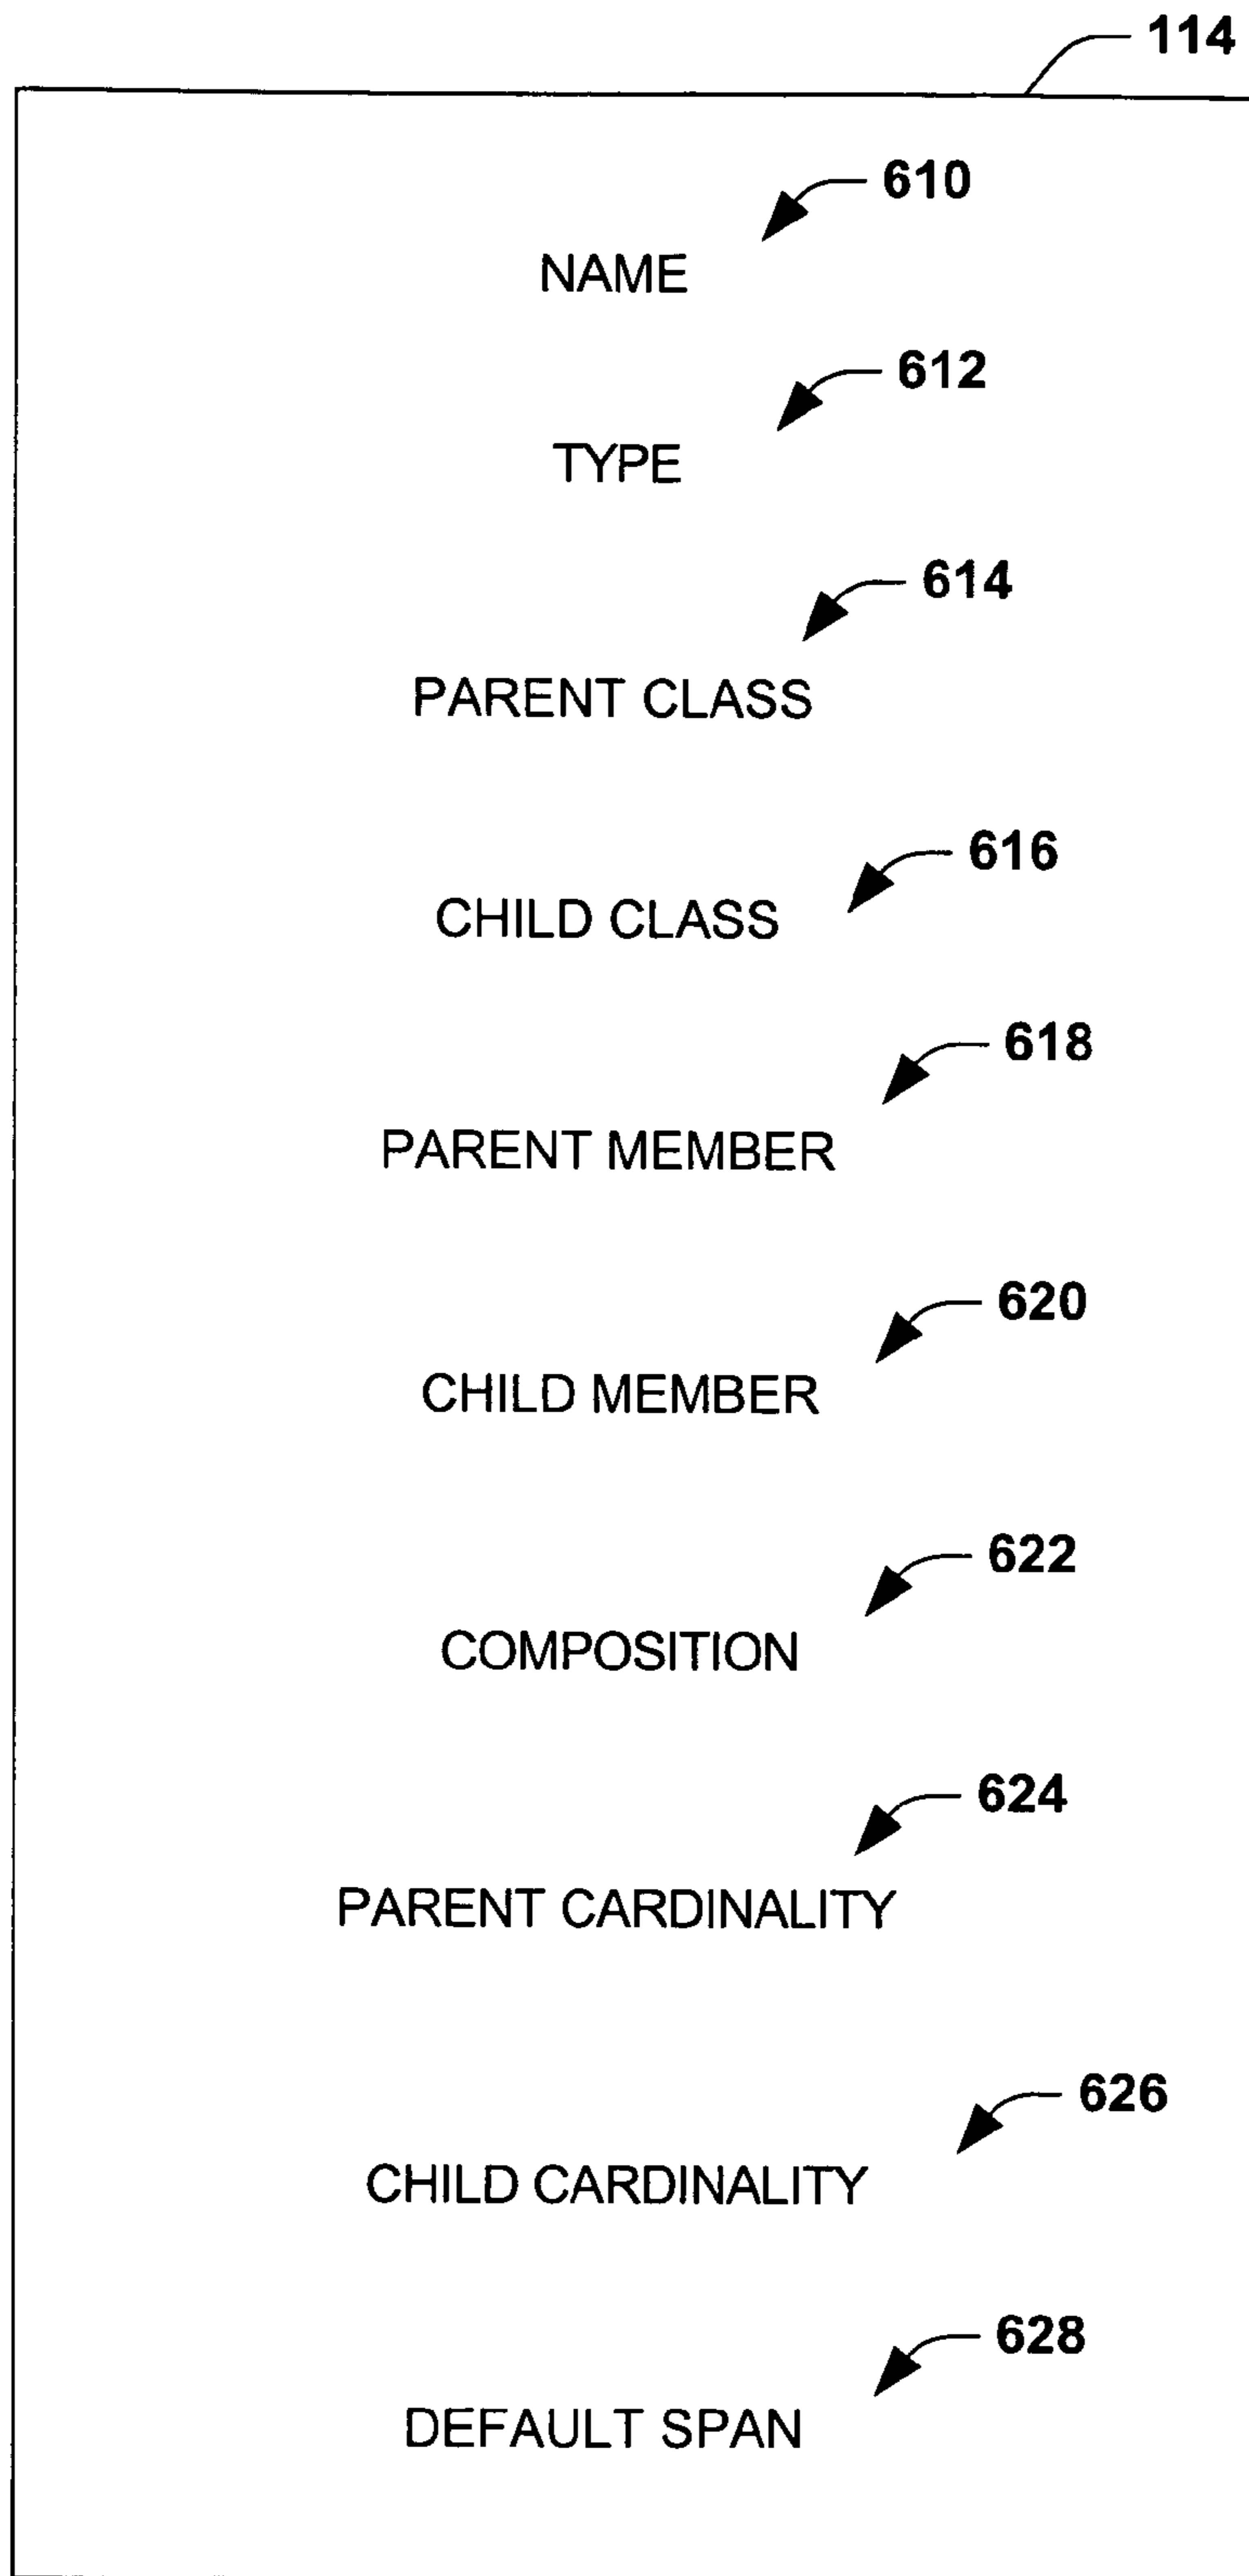 114
610
NAME
612
TYPE
614
PARENT CLASS
616
CHILD CLASS
618
PARENT MEMBER
620
CHILD MEMBER
622
COMPOSITION
624
PARENT CARDINALITY
626
CHILD CARDINALITY
628
DEFAULT SPAN